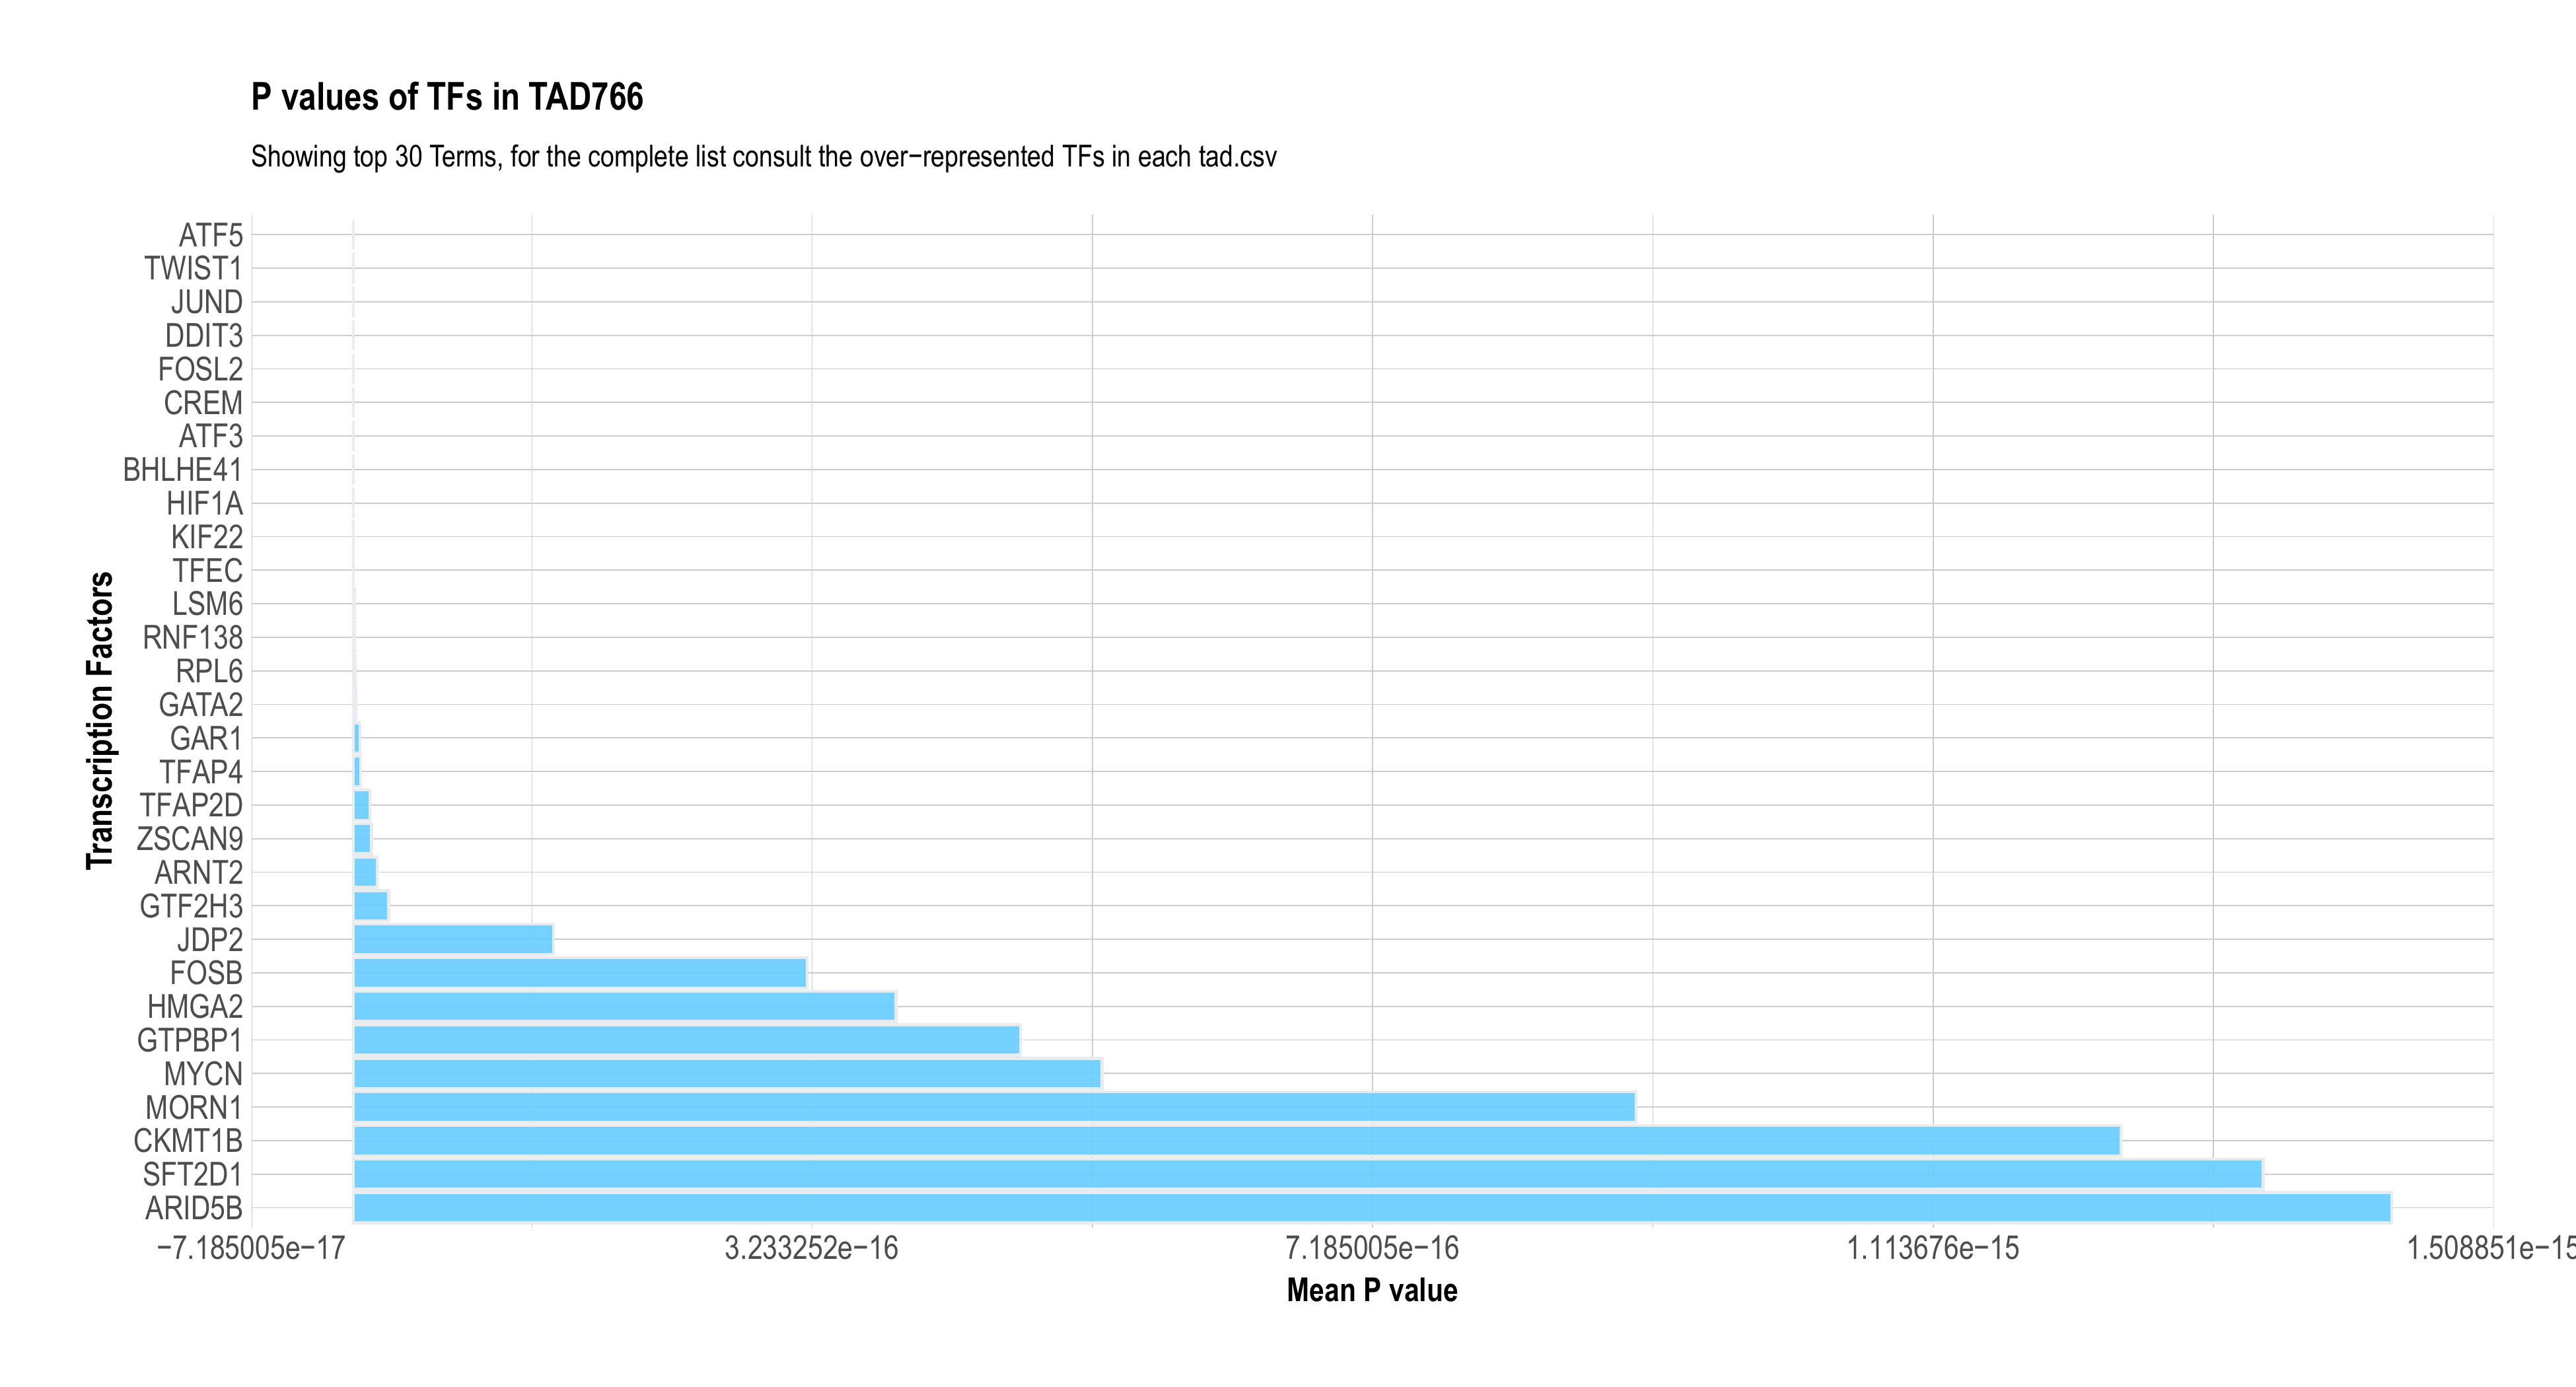 P values of TFs in TAD766
Showing top 30 Terms, for the complete list consult the over−represented TFs in each tad.csv
Transcription Factors
ATF5
TWIST1
JUND
DDIT3
FOSL2
CREM
ATF3
BHLHE41
HIF1A
KIF22
TFEC
LSM6
RNF138
RPL6
GATA2
GAR1
TFAP4
TFAP2D
ZSCAN9
ARNT2
GTF2H3
JDP2
FOSB
HMGA2
GTPBP1
MYCN
MORN1
CKMT1B
SFT2D1
ARID5B
−7.185005e−17 3.233252e−16 7.185005e−16 1.113676e−15 1.508851e−15
Mean P value